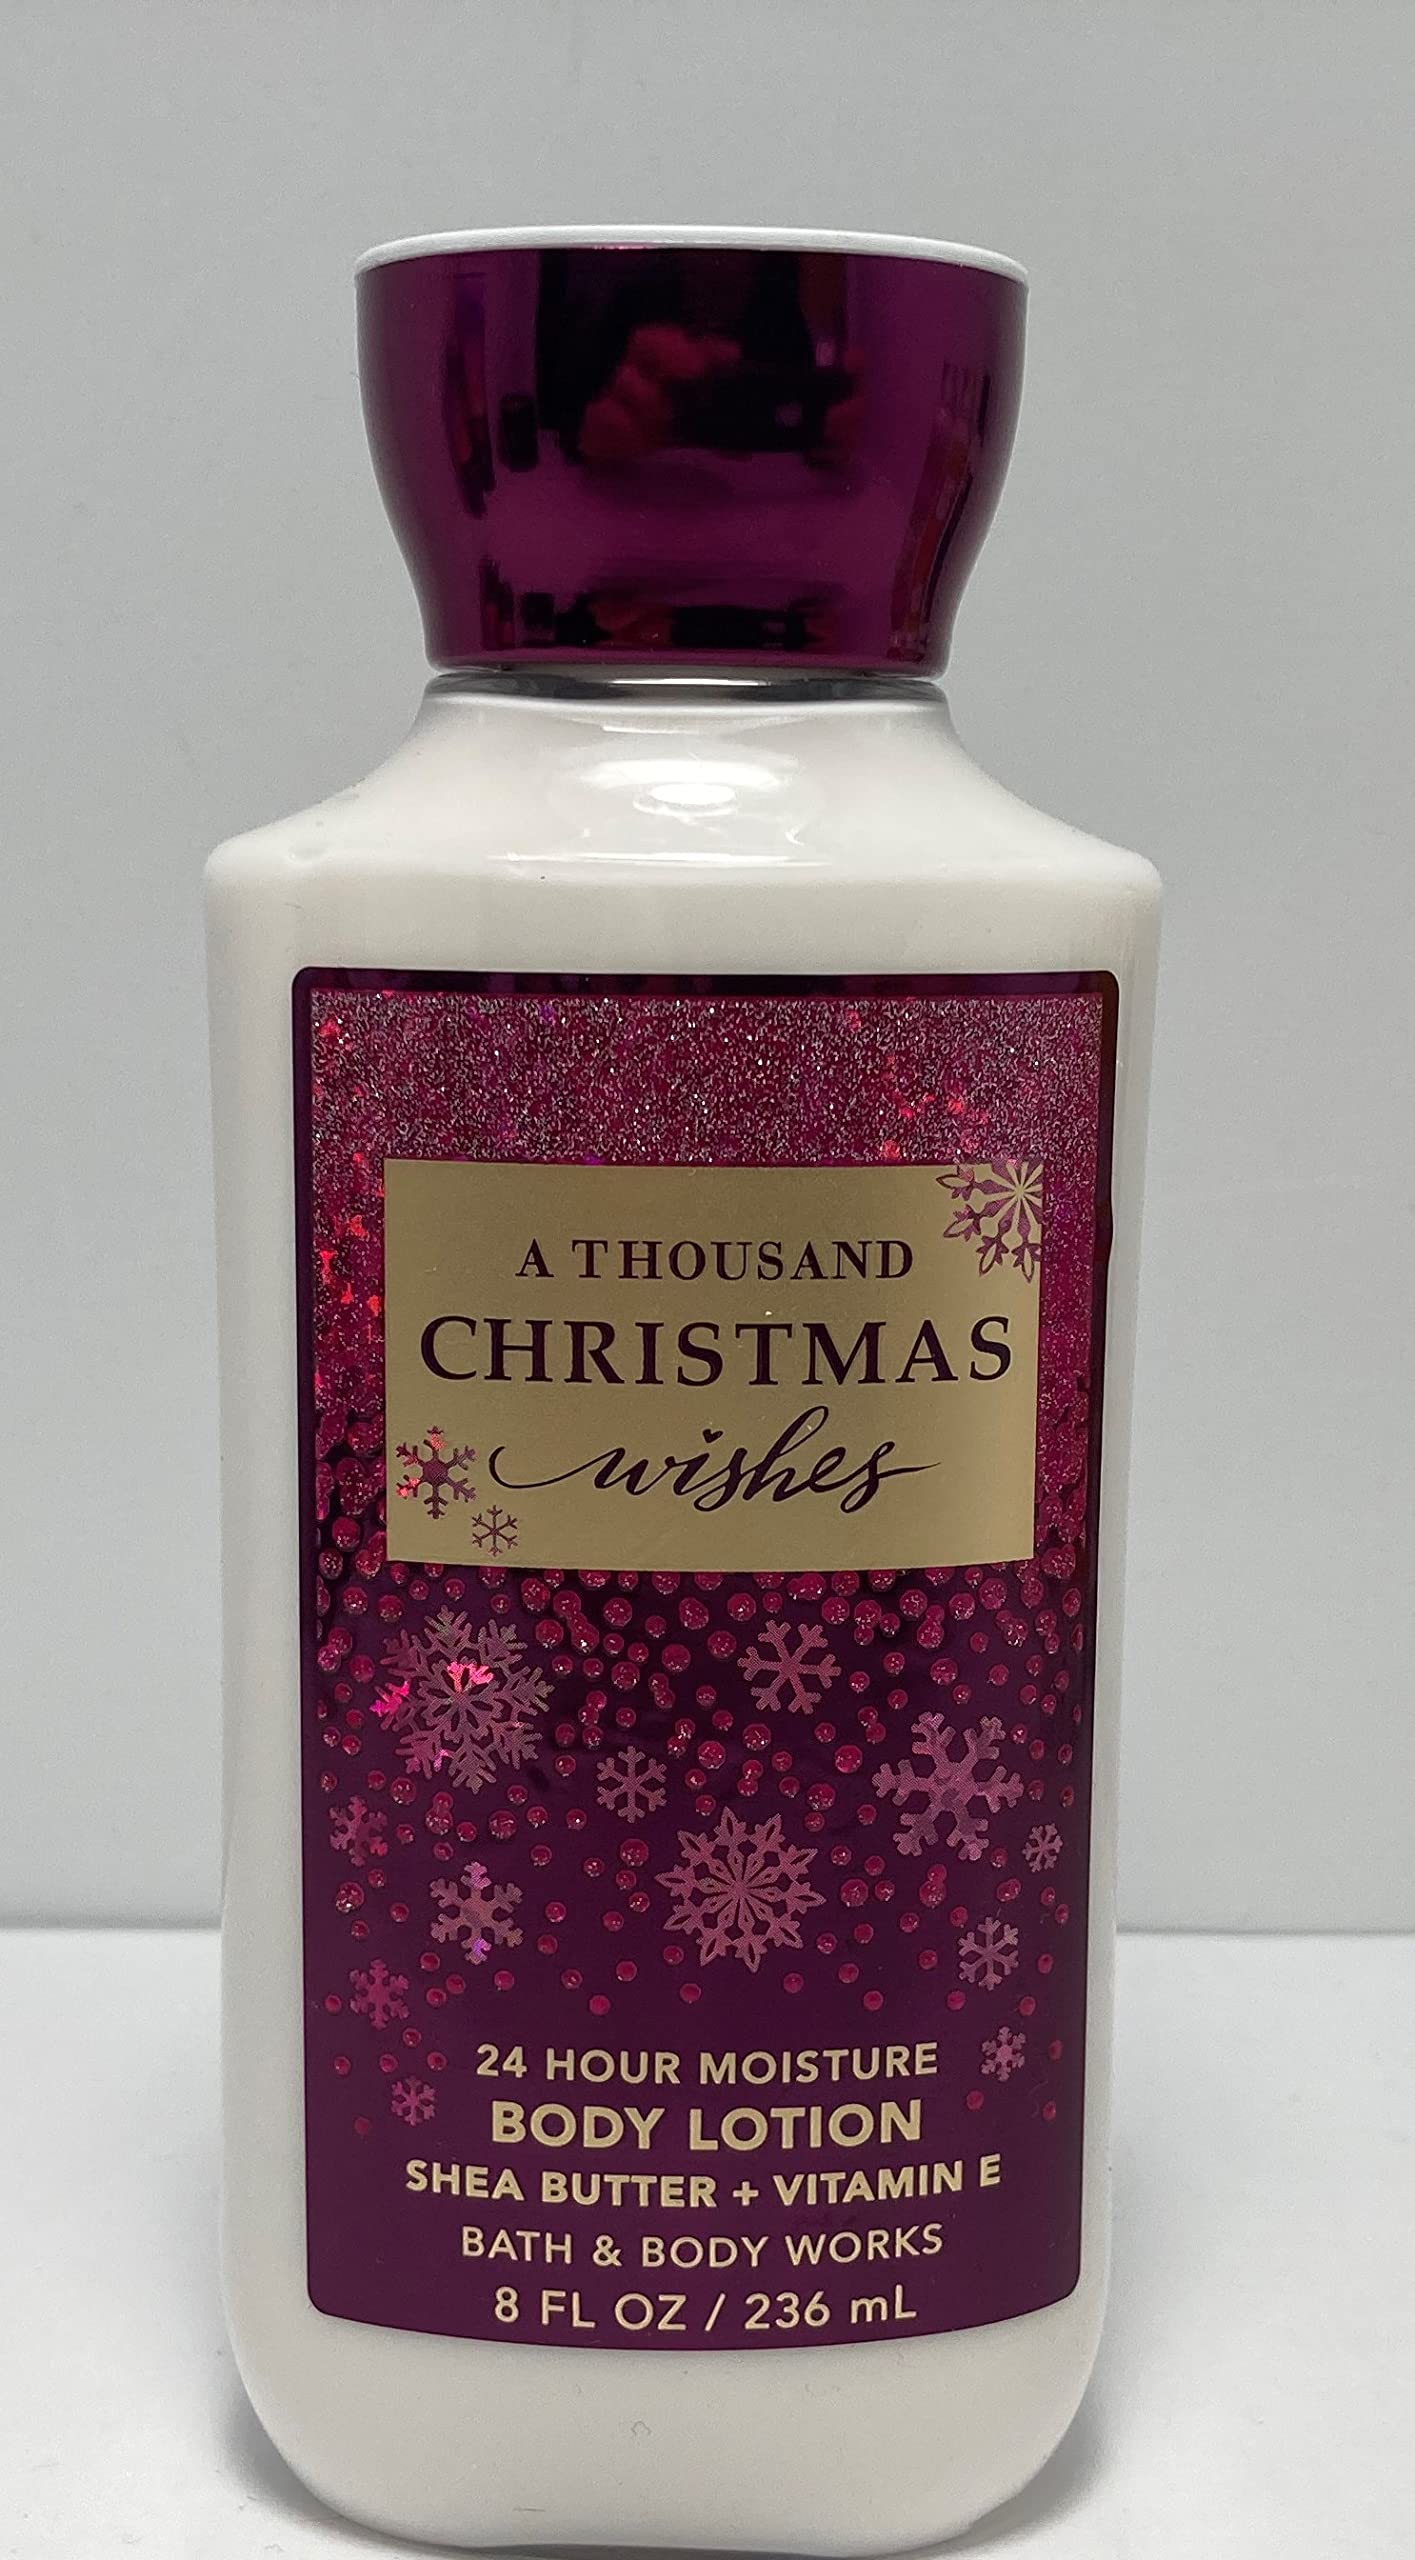 A THOUSAND
CHRISTMAS
wishes
24 HOUR MOISTURE
BODY LOTION
SHEA BUTTER + VITAMIN E
BATH & BODY WORKS
8 FL OZ / 236 mL